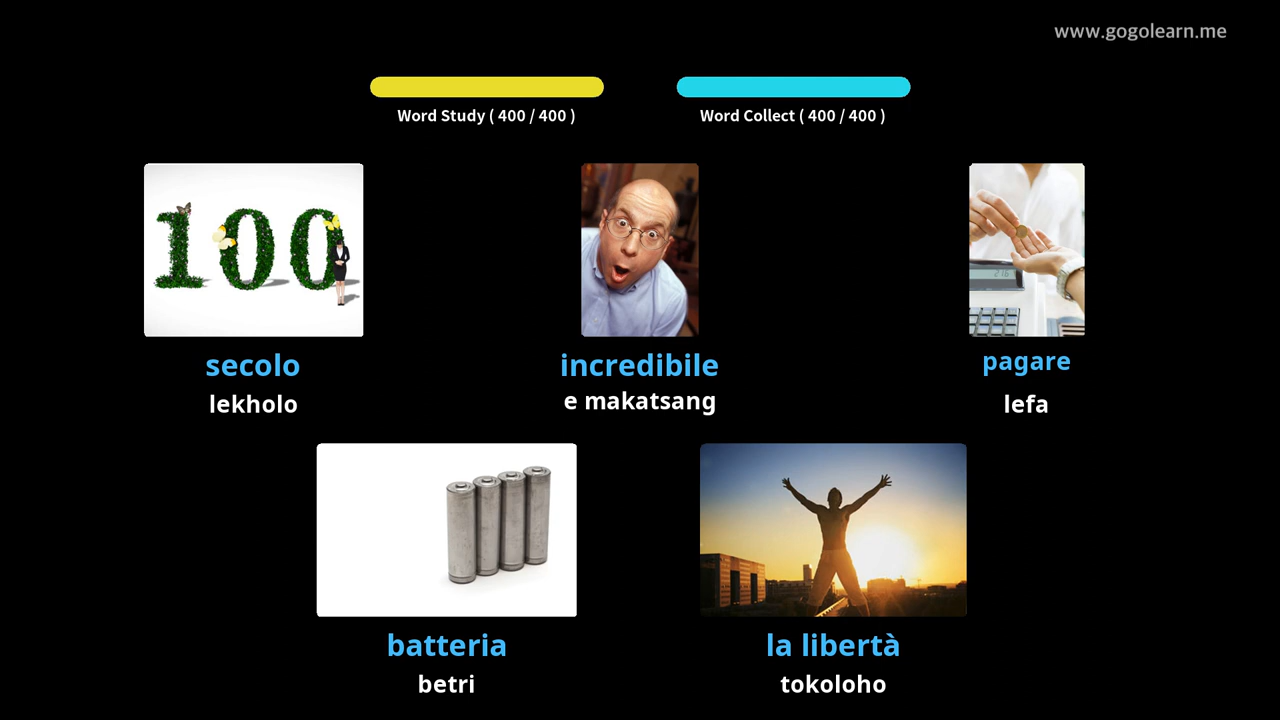 www.gogolearn.me
Word Study ( 400 / 400 )
Word Collect ( 400 / 400 )
100
216
secolo
lekholo
incredibile
e makatsang
pagare
lefa
batteria
betri
la libertà
tokoloho